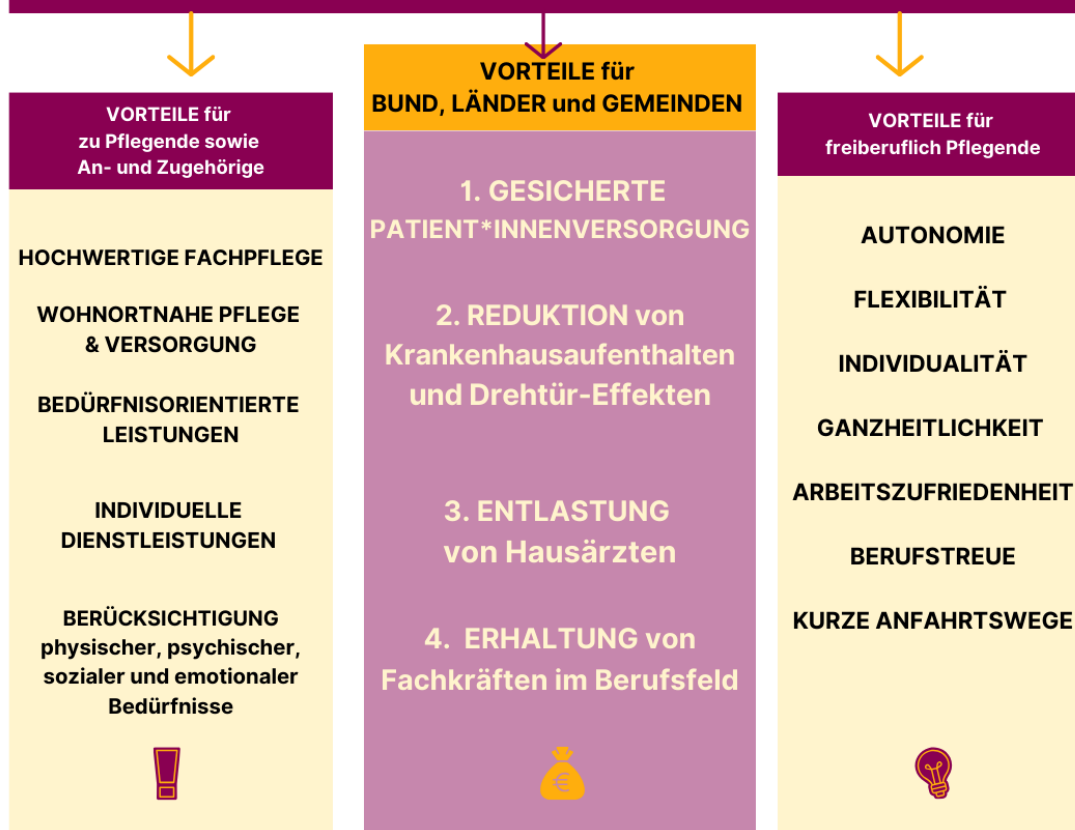 VORTEILE für
zu Pflegende sowie
An- und Zugehörige
HOCHWERTIGE FACHPFLEGE
WOHNORTNAHE PFLEGE
& VERSORGUNG
BEDÜRFNISORIENTIERTE
LEISTUNGEN
INDIVIDUELLE
DIENSTLEISTUNGEN
BERÜCKSICHTIGUNG
physischer, psychischer,
sozialer und emotionaler
Bedürfnisse
VORTEILE für
BUND, LÄNDER und GEMEINDEN
1. GESICHERTE
PATIENT*INNENVERSORGUNG
2. REDUKTION von
Krankenhausaufenthalten
und Drehtür-Effekten
3. ENTLASTUNG
von Hausärzten
4. ERHALTUNG von
Fachkräften im Berufsfeld
€
VORTEILE für
freiberuflich Pflegende
AUTONOMIE
FLEXIBILITÄT
INDIVIDUALITÄT
GANZHEITLICHKEIT
ARBEITSZUFRIEDENHEIT
BERUFSTREUE
KURZE ANFAHRTSWEGE